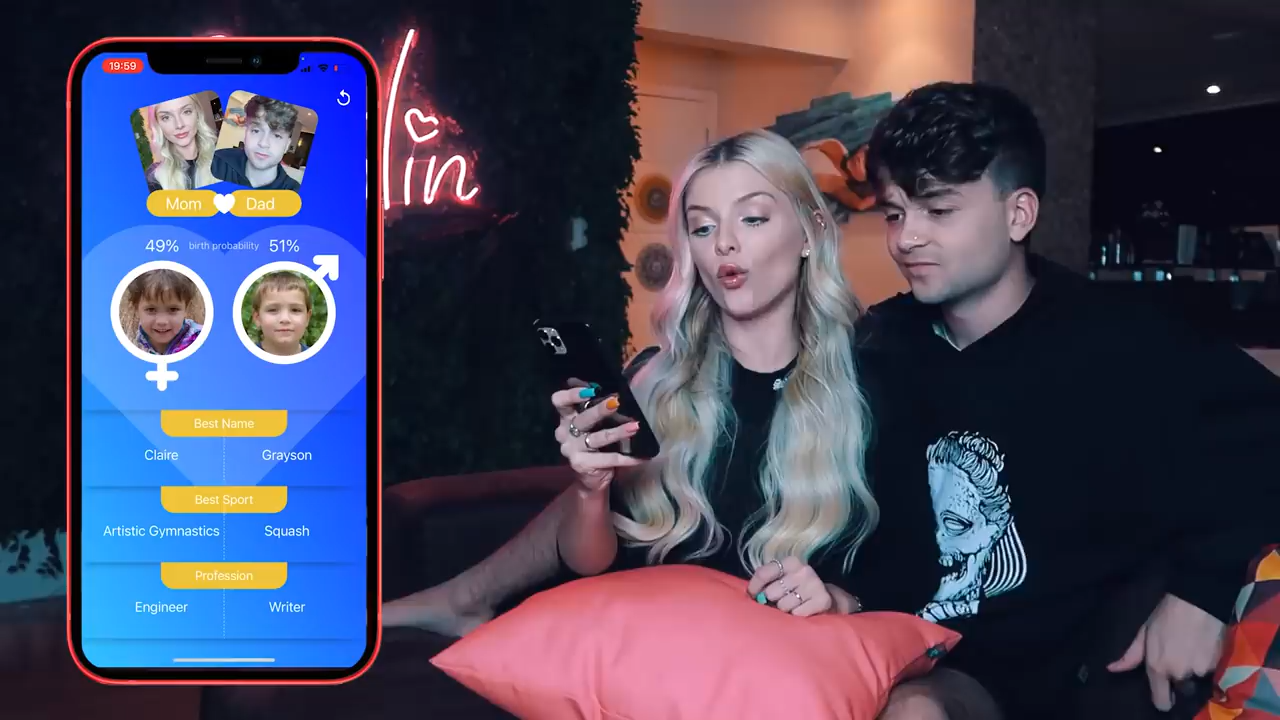 19:59
Mom Dad
49% birth probability 51%
Best Name
Claire Grayson
Best Sport
Artistic Gymnastics Squash
Profession
Engineer Writer